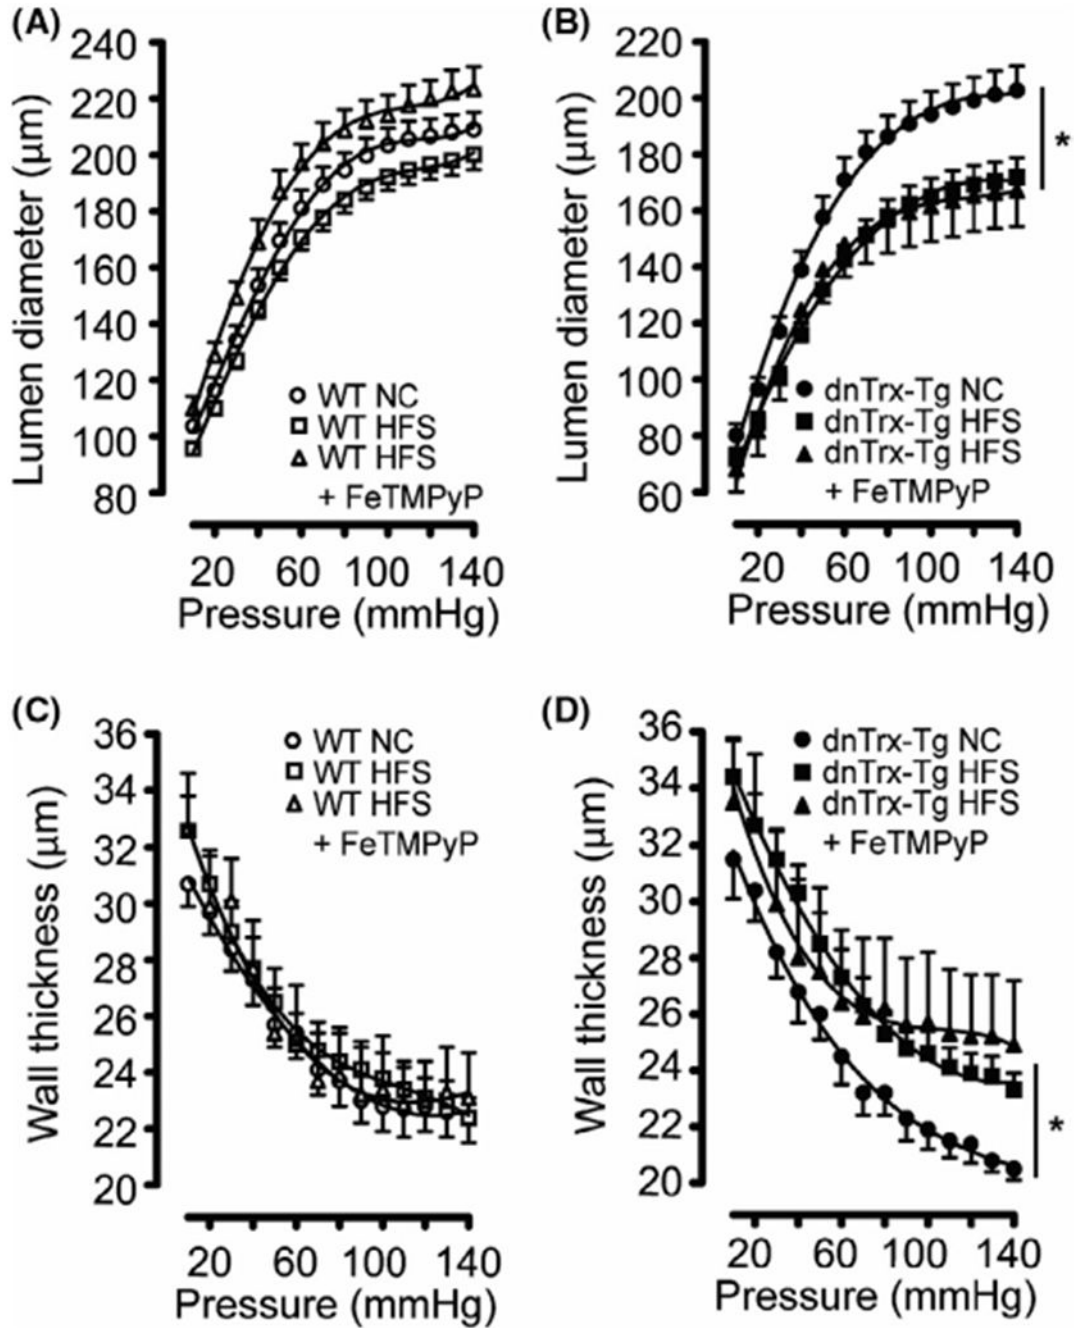 (A)
240
220
200
180
160
140
120
100
80
Lumen diameter (µm)
WT NC
WT HFS
WT HFS
+ FeTMPyP
20 60 100 140
Pressure (mmHg)
(B)
220
200
180
160
140
120
100
80
60
Lumen diameter (µm)
*
dnTrx-Tg NC
dnTrx-Tg HFS
dnTrx-Tg HFS
+ FeTMPyP
20 60 100 140
Pressure (mmHg)
(C)
36
34
32
30
28
26
24
22
20
Wall thickness (µm)
WT NC
WT HFS
WT HFS
+ FeTMPyP
20 60 100 140
Pressure (mmHg)
(D)
36
34
32
30
28
26
24
22
20
Wall thickness (µm)
dnTrx-Tg NC
dnTrx-Tg HFS
dnTrx-Tg HFS
+ FeTMPyP
*
20 60 100 140
Pressure (mmHg)